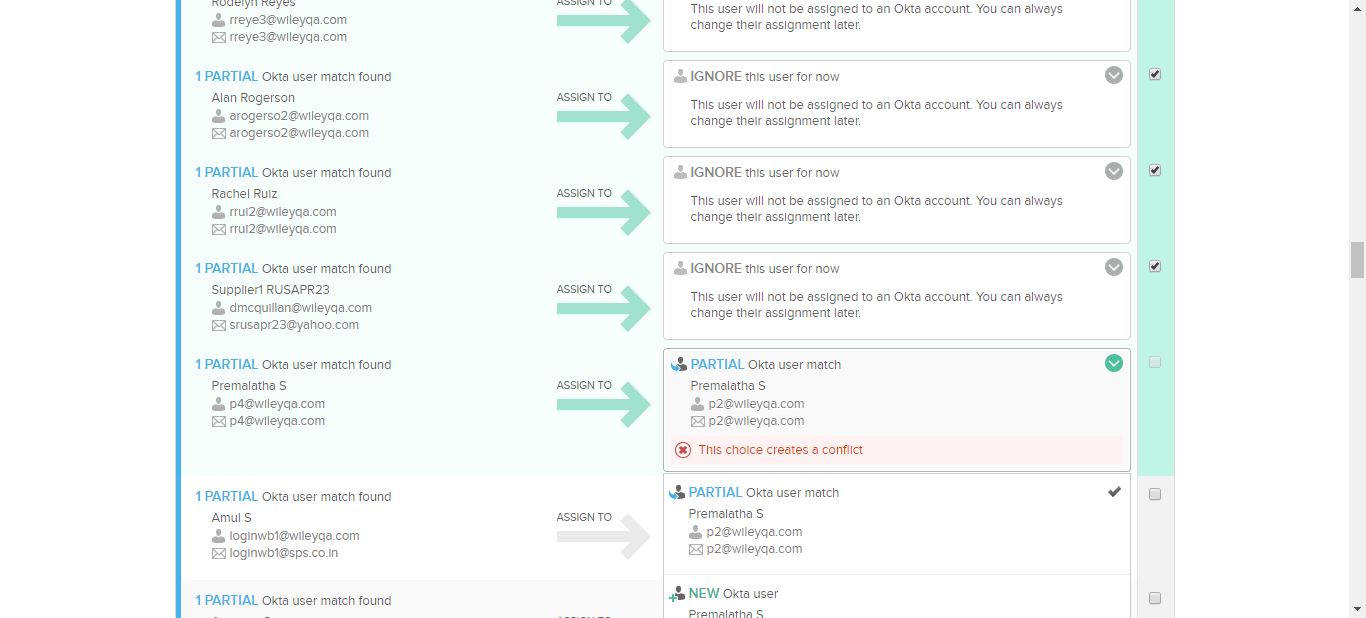 Rodelyn Reyes
rreye3@wileyqa.com
rreye3@wileyqa.com
ASSIGN TO
This user will not be assigned to an Okta account. You can always
change their assignment later.
1 PARTIAL Okta user match found
Alan Rogerson
arogerso2@wileyqa.com
arogerso2@wileyqa.com
ASSIGN TO
IGNORE this user for now
This user will not be assigned to an Okta account. You can always
change their assignment later.
1 PARTIAL Okta user match found
Rachel Ruiz
rrui2@wileyqa.com
rrui2@wileyqa.com
ASSIGN TO
IGNORE this user for now
This user will not be assigned to an Okta account. You can always
change their assignment later.
1 PARTIAL Okta user match found
Supplier1 RUSAPR23
dmcquillan@wileyqa.com
srusapr23@yahoo.com
ASSIGN TO
IGNORE this user for now
This user will not be assigned to an Okta account. You can always
change their assignment later.
1 PARTIAL Okta user match found
Premalatha S
p4@wileyqa.com
p4@wileyqa.com
ASSIGN TO
PARTIAL Okta user match
Premalatha S
p2@wileyqa.com
p2@wileyqa.com
This choice creates a conflict
1 PARTIAL Okta user match found
Amul S
loginwb1@wileyqa.com
loginwb1@sps.co.in
ASSIGN TO
PARTIAL Okta user match
Premalatha S
p2@wileyqa.com
p2@wileyqa.com
1 PARTIAL Okta user match found
ASSIGN TO
NEW Okta user
Premalatha S